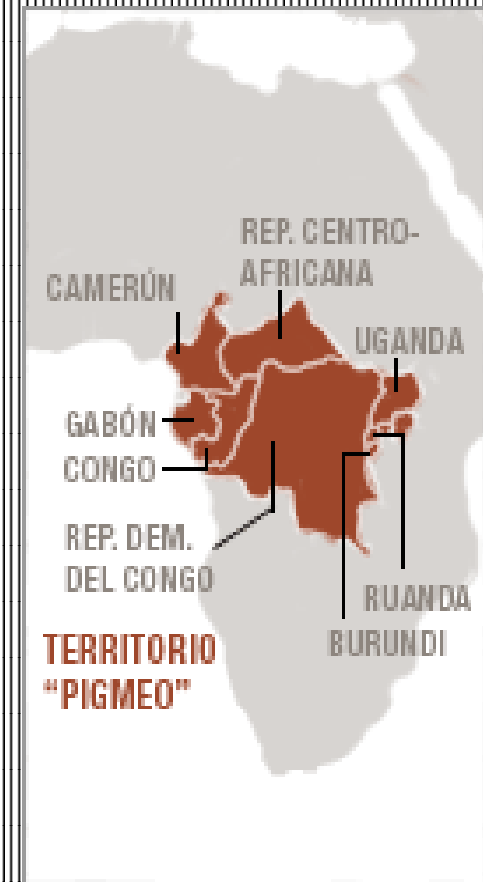 REP. CENTRO-
AFRICANA
CAMERÚN
UGANDA
GABÓN
CONGO
REP. DEM.
DEL CONGO
RUANDA
BURUNDI
TERRITORIO
“PIGMEO”